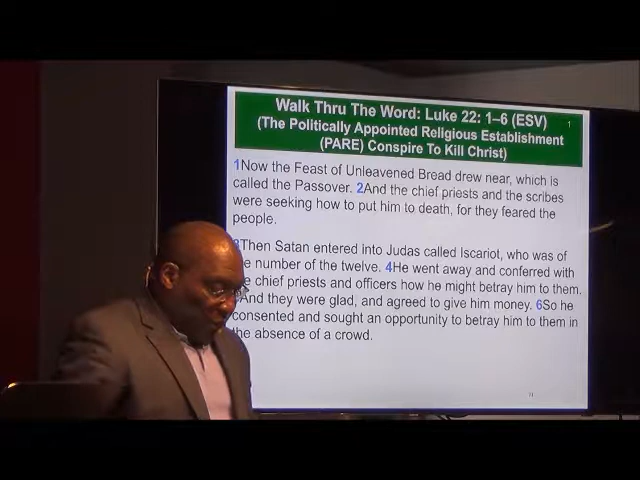 Walk Thru The Word: Luke 22: 1–6 (ESV)
1
(The Politically Appointed Religious Establishment
(PARE) Conspire To Kill Christ)
1Now the Feast of Unleavened Bread drew near, which is
called the Passover. 2And the chief priests and the scribes
were seeking how to put him to death, for they feared the
people.
3Then Satan entered into Judas called Iscariot, who was of
e number of the twelve. 4He went away and conferred with
e chief priests and officers how he might betray him to them.
And they were glad, and agreed to give him money. 6So he
consented and sought an opportunity to betray him to them in
the absence of a crowd.